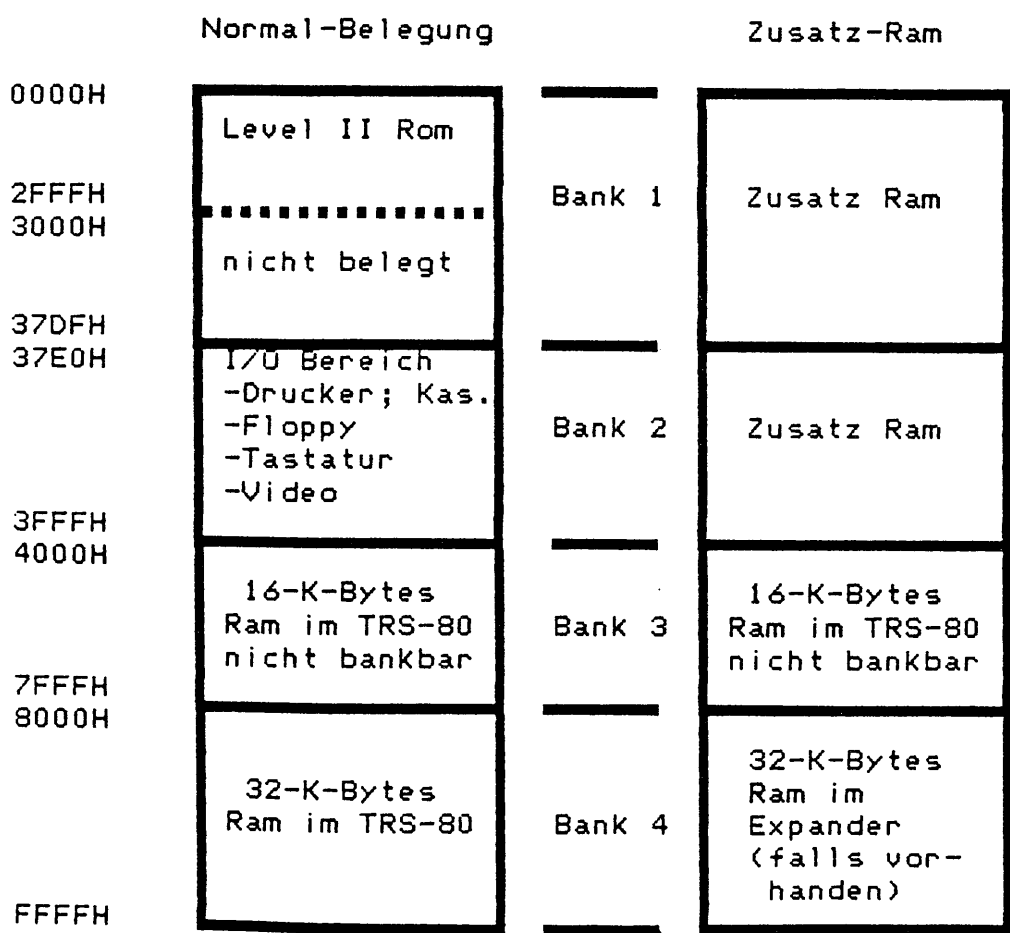 Normal-Belegung Zusatz-Ram
0000H
Level II Rom
2FFFH Bank 1 Zusatz Ram
3000H
nicht belegt
37DFH
37E0H I/O Bereich
-Drucker; Kas.
-Floppy Bank 2 Zusatz Ram
-Tastatur
-Video
3FFFH
4000H
16-K-Bytes 16-K-Bytes
Ram im TRS-80 Bank 3 Ram im TRS-80
nicht bankbar nicht bankbar
7FFFH
8000H
32-K-Bytes 32-K-Bytes
Ram im TRS-80 Bank 4 Ram im
Expander
(falls vor-
handen)
FFFFH